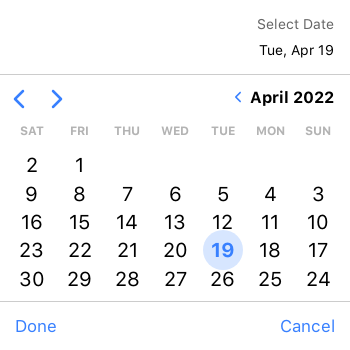 Select Date
Tue, Apr 19
April 2022
SAT FRI THU WED TUE MON SUN
2 1
9 8 7 6 5 4 3
16 15 14 13 12 11 10
23 22 21 20 19 18 17
30 29 28 27 26 25 24
Done Cancel